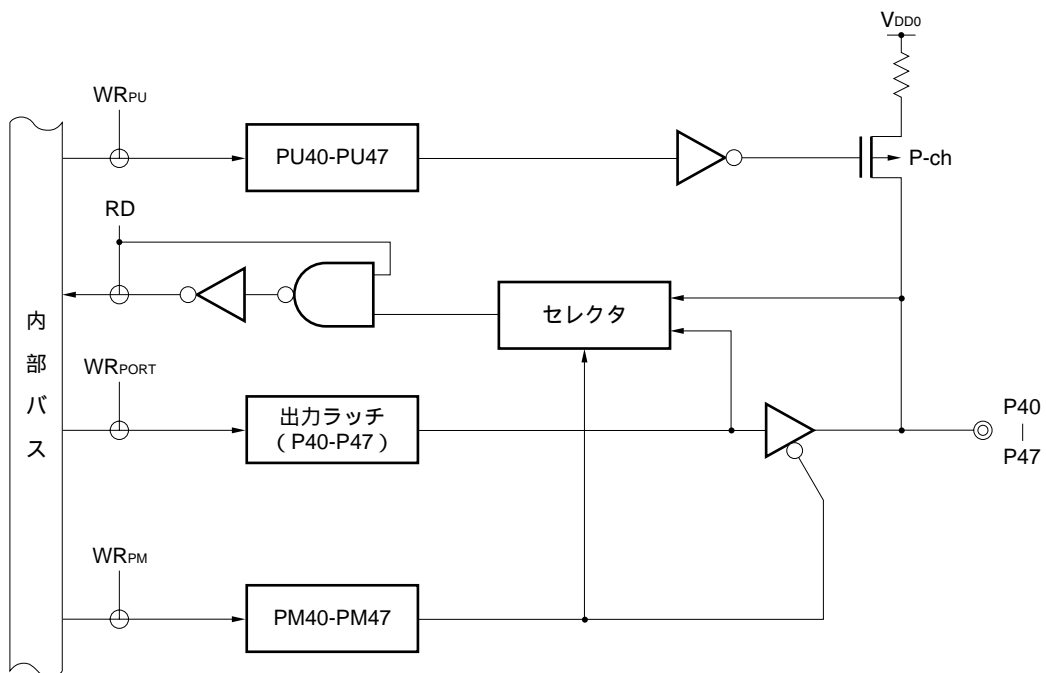 VDD0
WRPU
PU40-PU47
P-ch
RD
セレクタ
内部バス
WRPORT
出力ラッチ
（P40-P47）
P40
|
P47
WRPM
PM40-PM47